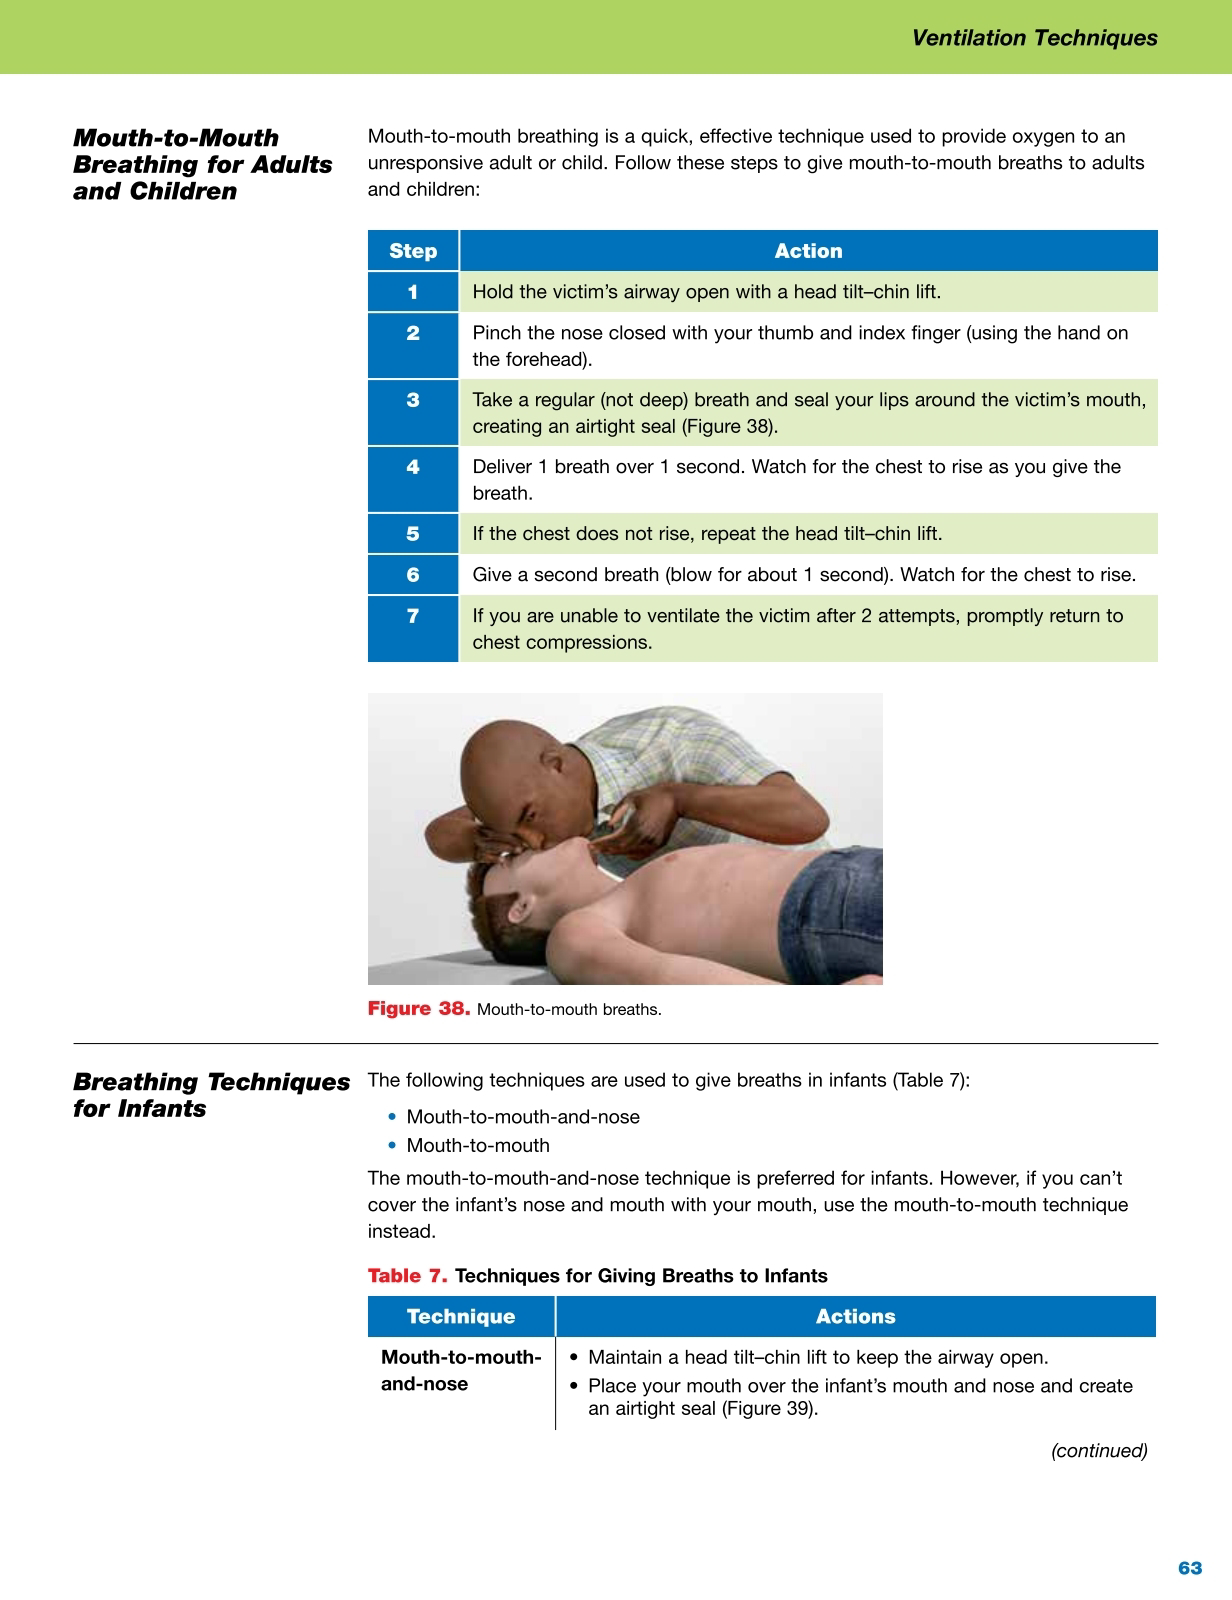 Ventilation Techniques
Mouth-to-Mouth
Breathing for Adults
and Children
Mouth-to-mouth breathing is a quick, effective technique used to provide oxygen to an
unresponsive adult or child. Follow these steps to give mouth-to-mouth breaths to adults
and children:
Step Action
1 Hold the victim’s airway open with a head tilt–chin lift.
2 Pinch the nose closed with your thumb and index finger (using the hand on
the forehead).
3 Take a regular (not deep) breath and seal your lips around the victim’s mouth,
creating an airtight seal (Figure 38).
4 Deliver 1 breath over 1 second. Watch for the chest to rise as you give the
breath.
5 If the chest does not rise, repeat the head tilt–chin lift.
6 Give a second breath (blow for about 1 second). Watch for the chest to rise.
7 If you are unable to ventilate the victim after 2 attempts, promptly return to
chest compressions.
Figure 38. Mouth-to-mouth breaths.
Breathing Techniques
for Infants
The following techniques are used to give breaths in infants (Table 7):
• Mouth-to-mouth-and-nose
• Mouth-to-mouth
The mouth-to-mouth-and-nose technique is preferred for infants. However, if you can’t
cover the infant’s nose and mouth with your mouth, use the mouth-to-mouth technique
instead.
Table 7. Techniques for Giving Breaths to Infants
Technique Actions
Mouth-to-mouth-
and-nose
• Maintain a head tilt–chin lift to keep the airway open.
• Place your mouth over the infant’s mouth and nose and create
an airtight seal (Figure 39).
(continued)
63